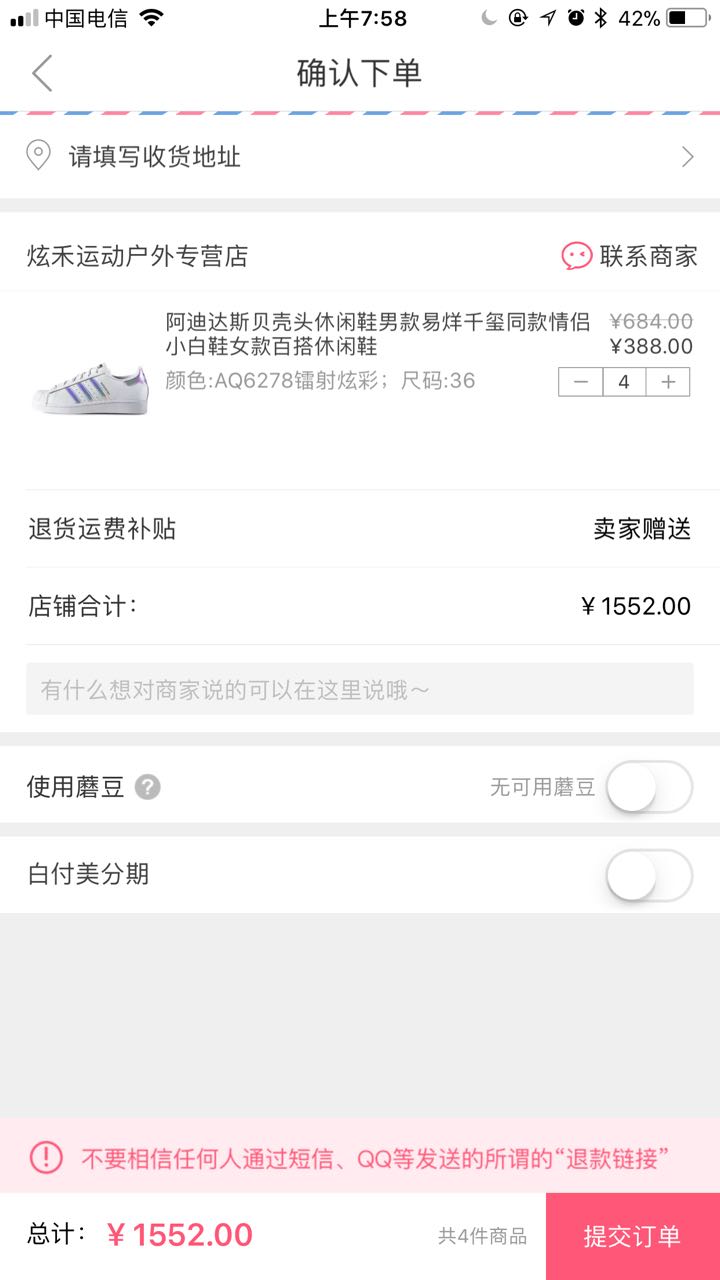 中国电信 上午7:58 42%
确认下单
请填写收货地址
炫禾运动户外专营店 联系商家
阿迪达斯贝壳头休闲鞋男款易烊千玺同款情侣 ¥684.00
小白鞋女款百搭休闲鞋 ¥388.00
颜色:AQ6278镭射炫彩；尺码:36 − 4 +
退货运费补贴 卖家赠送
店铺合计： ¥1552.00
有什么想对商家说的可以在这里说哦～
使用蘑豆 ? 无可用蘑豆
白付美分期
不要相信任何人通过短信、QQ等发送的所谓的“退款链接”
总计：¥1552.00 共4件商品 提交订单